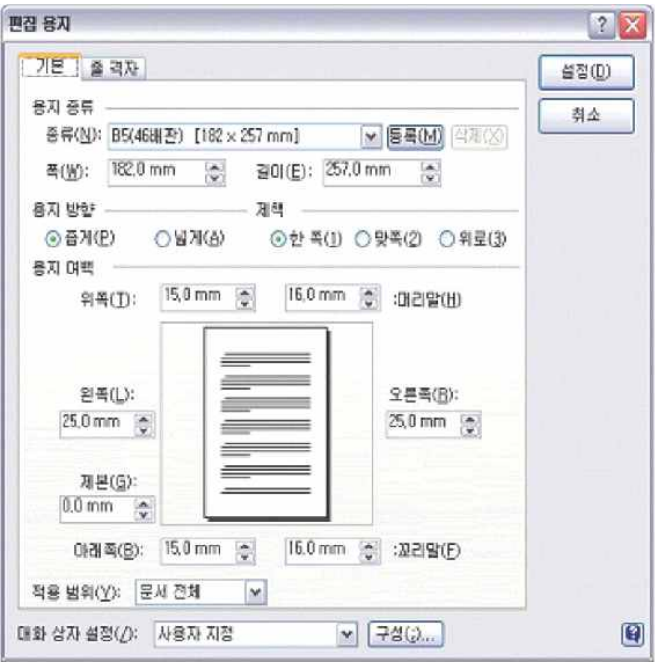 편집 용지
기본 줄 격자
설정(D)
취소
용지 종류
종류(N): B5(46배판) [182 x 257 mm] 등록(M) 삭제(X)
폭(W): 182,0 mm 길이(E): 257,0 mm
용지 방향 제책
좁게(P) 넓게(A) 한 쪽(1) 맞쪽(2) 위로(3)
용지 여백
위쪽(T): 15,0 mm 16,0 mm :머리말(H)
왼쪽(L): 오른쪽(R):
25,0 mm 25,0 mm
제본(G):
0,0 mm
아래쪽(B): 15,0 mm 16,0 mm :꼬리말(F)
적용 범위(Y): 문서 전체
대화 상자 설정(/): 사용자 지정 구성(;)...